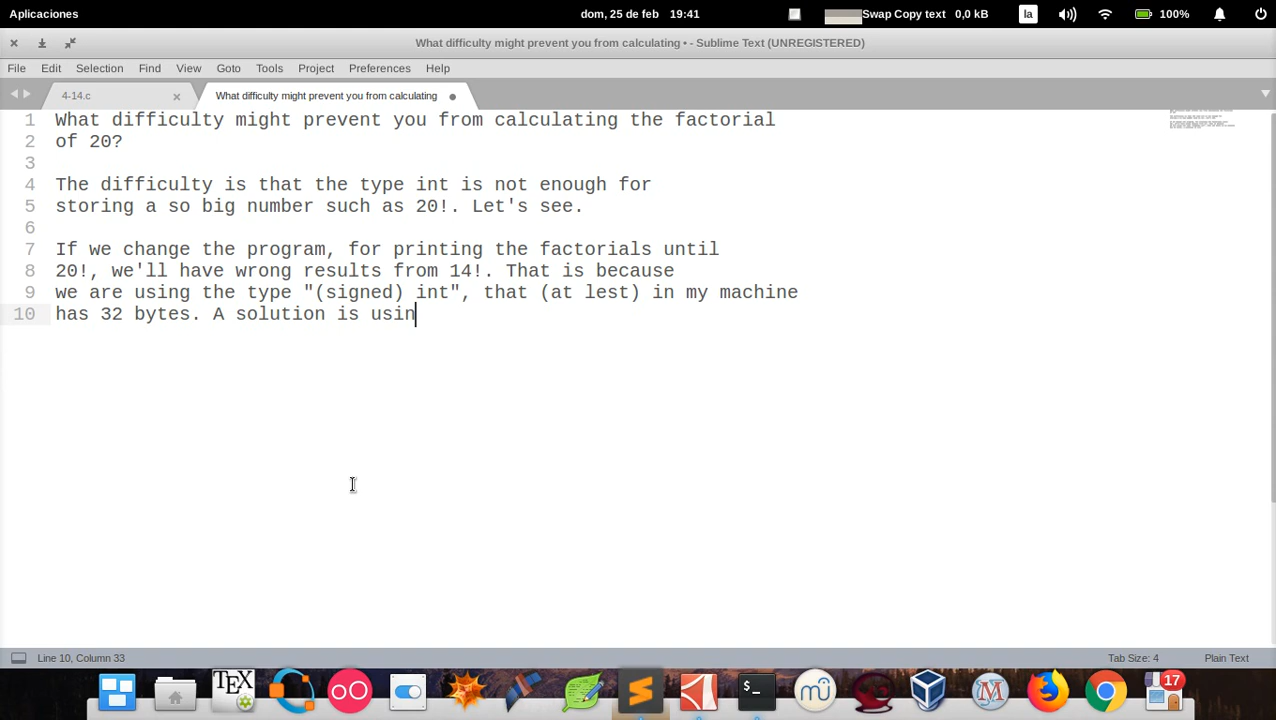 Aplicaciones dom, 25 de feb 19:41 Swap Copy text 0,0 kB la 100%
What difficulty might prevent you from calculating • - Sublime Text (UNREGISTERED)
File Edit Selection Find View Goto Tools Project Preferences Help
4-14.c × What difficulty might prevent you from calculating
1 What difficulty might prevent you from calculating the factorial
2 of 20?
3
4 The difficulty is that the type int is not enough for
5 storing a so big number such as 20!. Let's see.
6
7 If we change the program, for printing the factorials until
8 20!, we'll have wrong results from 14!. That is because
9 we are using the type "(signed) int", that (at lest) in my machine
10 has 32 bytes. A solution is usin
Line 10, Column 33 Tab Size: 4 Plain Text
TEX >_ mu M 17